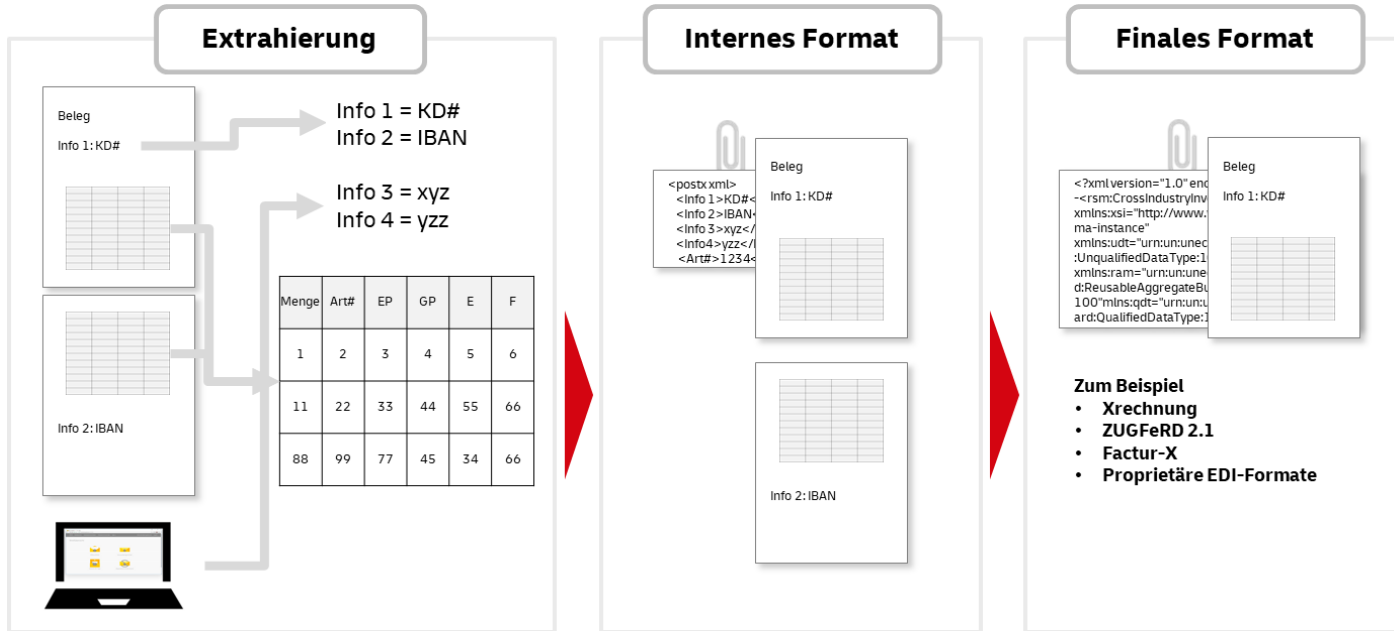 Extrahierung
Beleg
Info 1: KD#
Info 1 = KD#
Info 2 = IBAN
Info 3 = xyz
Info 4 = yzz
Menge Art# EP GP E F
1 2 3 4 5 6
11 22 33 44 55 66
88 99 77 45 34 66
Info 2: IBAN
Internes Format
<postx xml>
<Info 1>KD#<
<Info 2>IBAN<
<Info 3>xyz</
<Info4>yzz</
<Art#>1234<
Beleg
Info 1: KD#
Info 2: IBAN
Finales Format
<?xml version="1.0" enc
-<rsm:CrossIndustryInv
xmlns:xsi="http://www.
ma-instance"
xmlns:udt="urn:un:unec
:UnqualifiedDataType:1
xmlns:ram="urn:un:une
d:ReusableAggregateBu
100"mlns:qdt="urn:un:u
ard:QualifiedDataType:1
Beleg
Info 1: KD#
Zum Beispiel
• Xrechnung
• ZUGFeRD 2.1
• Factur-X
• Proprietäre EDI-Formate